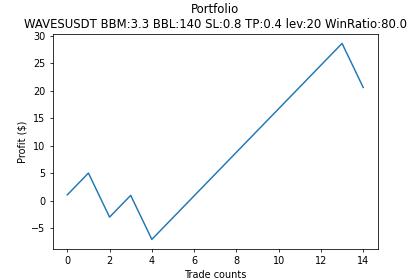 Portfolio
WAVESUSDT BBM:3.3 BBL:140 SL:0.8 TP:0.4 lev:20 WinRatio:80.0
30
25
20
15
10
5
0
−5
Profit ($)
0 2 4 6 8 10 12 14
Trade counts